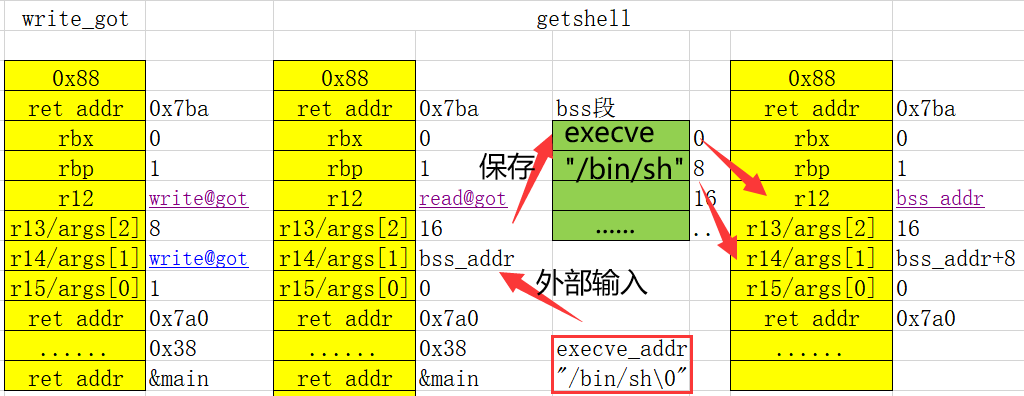 write_got getshell
0x88 0x88 0x88
ret addr 0x7ba ret addr 0x7ba bss段 ret addr 0x7ba
rbx 0 rbx 0 execve 0 rbx 0
rbp 1 rbp 1 保存 "/bin/sh" 8 rbp 1
r12 write@got r12 read@got 16 r12 bss_addr
r13/args[2] 8 r13/args[2] 16 ...... .. r13/args[2] 16
r14/args[1] write@got r14/args[1] bss_addr r14/args[1] bss_addr+8
r15/args[0] 1 r15/args[0] 0 外部输入 r15/args[0] 0
ret addr 0x7a0 ret addr 0x7a0 ret addr 0x7a0
...... 0x38 ...... 0x38 execve_addr ......
ret addr &main ret addr &main "/bin/sh\0"